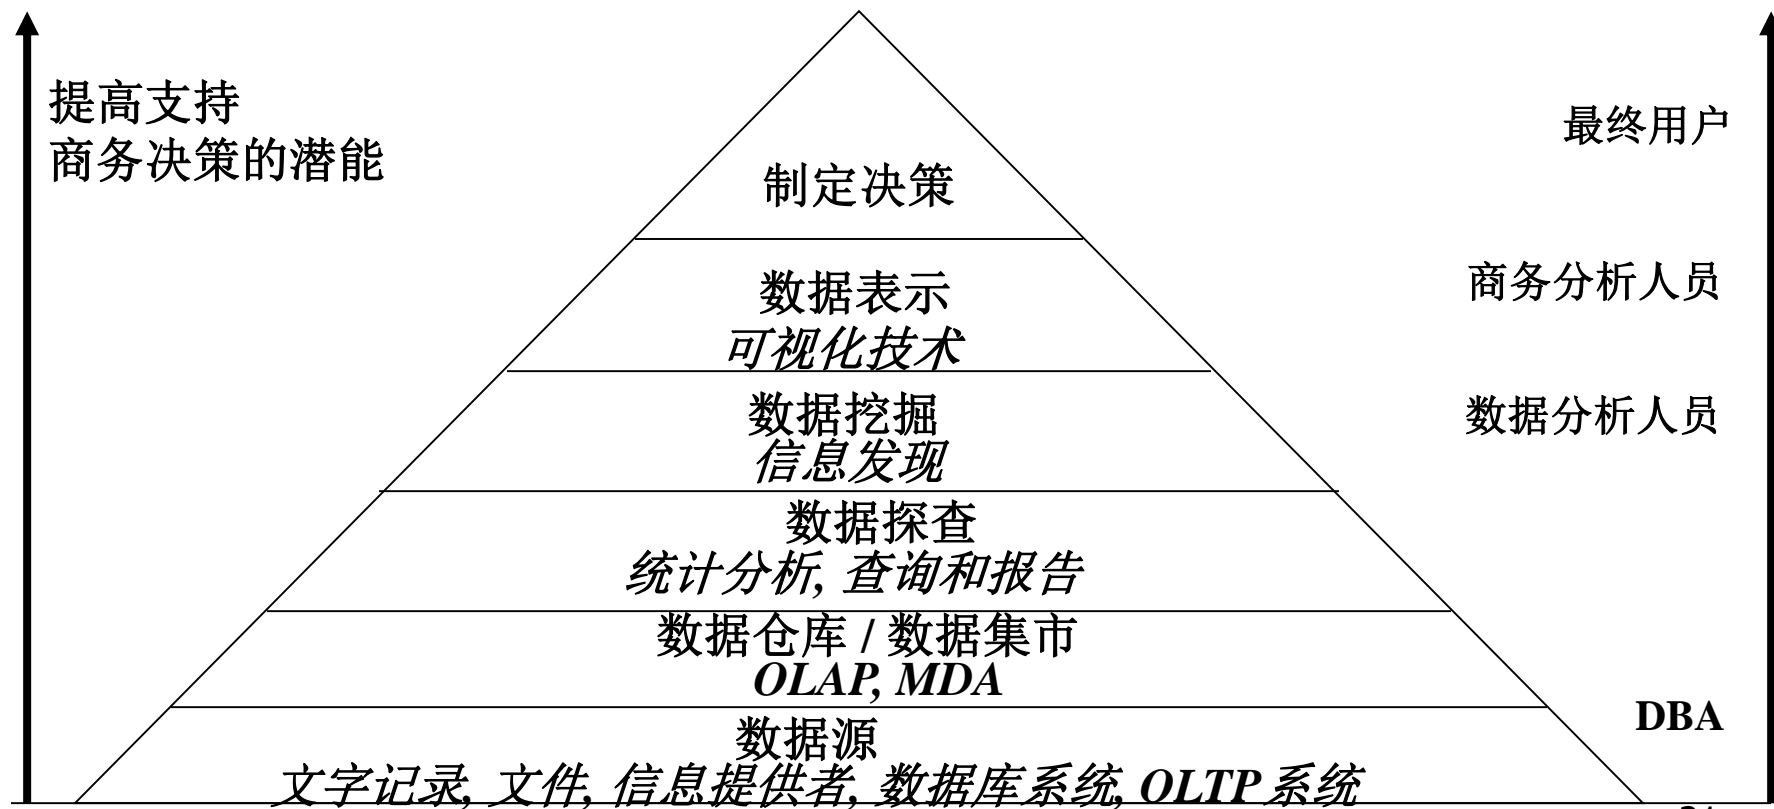 提高支持
商务决策的潜能
最终用户
制定决策
数据表示
可视化技术
商务分析人员
数据挖掘
信息发现
数据分析人员
数据探查
统计分析, 查询和报告
数据仓库 / 数据集市
OLAP, MDA
DBA
数据源
文字记录, 文件, 信息提供者, 数据库系统, OLTP系统